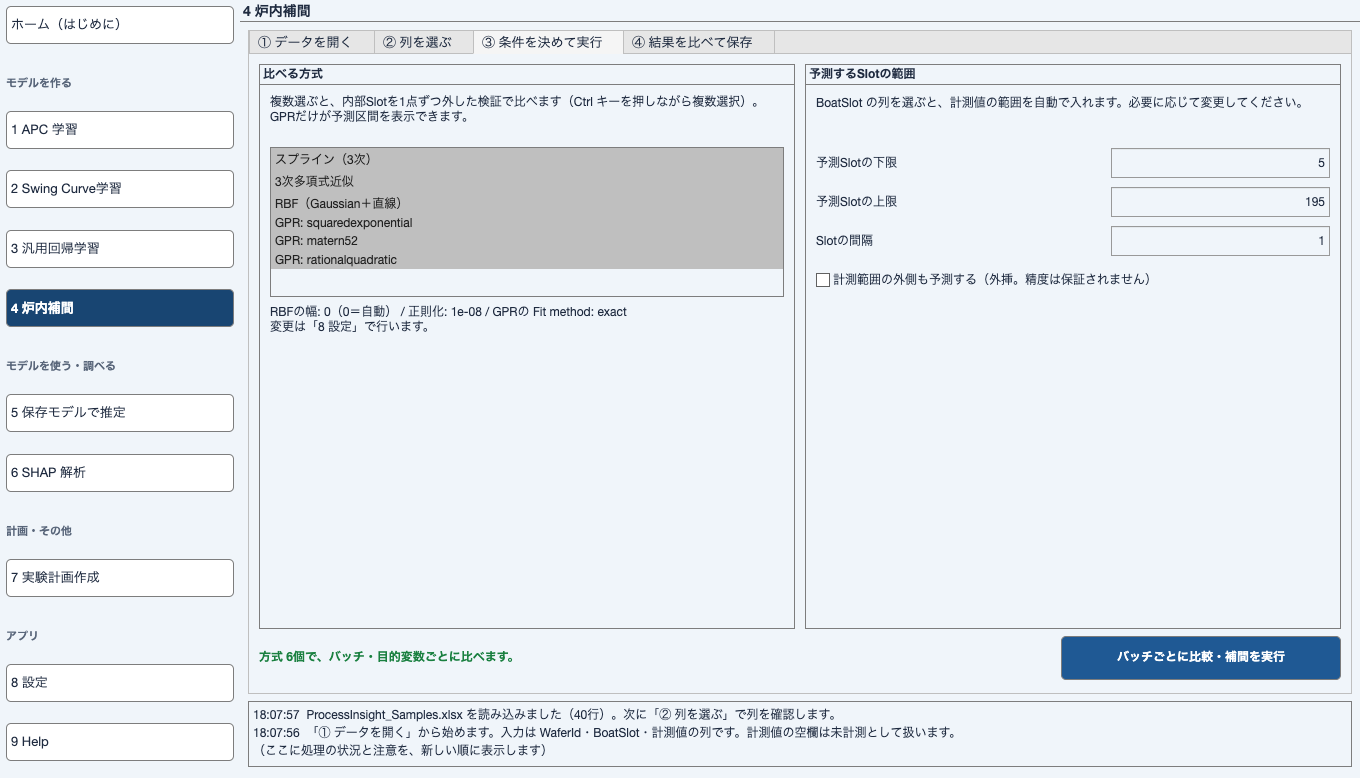 ホーム（はじめに）
モデルを作る
1 APC 学習
2 Swing Curve学習
3 汎用回帰学習
4 炉内補間
モデルを使う・調べる
5 保存モデルで推定
6 SHAP 解析
計画・その他
7 実験計画作成
アプリ
8 設定
9 Help
4 炉内補間
① データを開く
② 列を選ぶ
③ 条件を決めて実行
④ 結果を比べて保存
比べる方式
複数選ぶと、内部Slotを1点ずつ外した検証で比べます（Ctrl キーを押しながら複数選択）。
GPRだけが予測区間を表示できます。
スプライン（3次）
3次多項式近似
RBF（Gaussian＋直線）
GPR: squaredexponential
GPR: matern52
GPR: rationalquadratic
RBFの幅: 0（0＝自動） / 正則化: 1e-08 / GPRの Fit method: exact
変更は「8 設定」で行います。
予測するSlotの範囲
BoatSlot の列を選ぶと、計測値の範囲を自動で入れます。必要に応じて変更してください。
予測Slotの下限
5
予測Slotの上限
195
Slotの間隔
1
計測範囲の外側も予測する（外挿。精度は保証されません）
方式 6個で、バッチ・目的変数ごとに比べます。
バッチごとに比較・補間を実行
18:07:57 ProcessInsight_Samples.xlsx を読み込みました（40行）。次に「② 列を選ぶ」で列を確認します。
18:07:56 「① データを開く」から始めます。入力は WaferId・BoatSlot・計測値の列です。計測値の空欄は未計測として扱います。
（ここに処理の状況と注意を、新しい順に表示します）